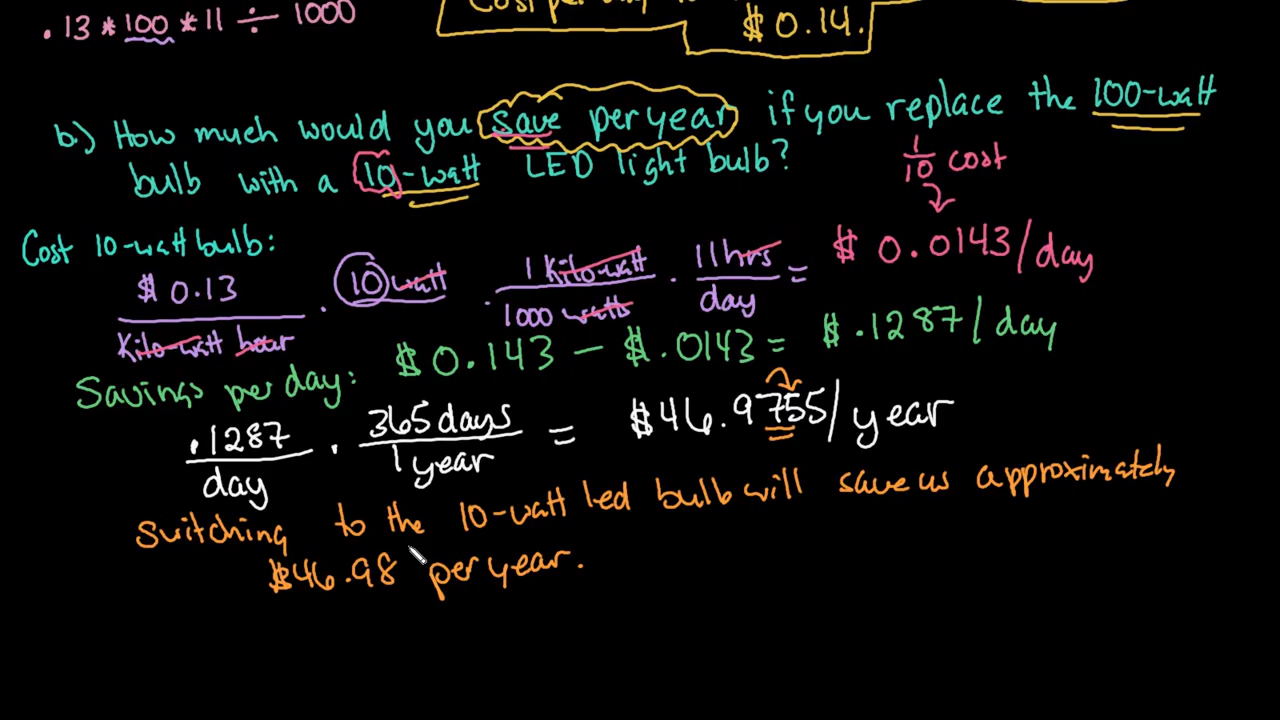 .13 * 100 * 11 ÷ 1000
Cost per day
$ 0.14.
b.) How much would you save per year if you replace the 100-watt
bulb with a 10-watt LED light bulb?
1/10 cost
Cost 10-watt bulb:
$ 0.13 / Kilo-watt hour · 10 watt · 1 Kilo-watt / 1000 watts · 11 hrs / day = $ 0.0143/day
Savings per day: $ 0.143 - $.0143 = $ .1287/day
.1287 / day · 365 days / 1 year = $46.9755/year
Switching to the 10-watt led bulb will save us approximately
$46.98 per year.